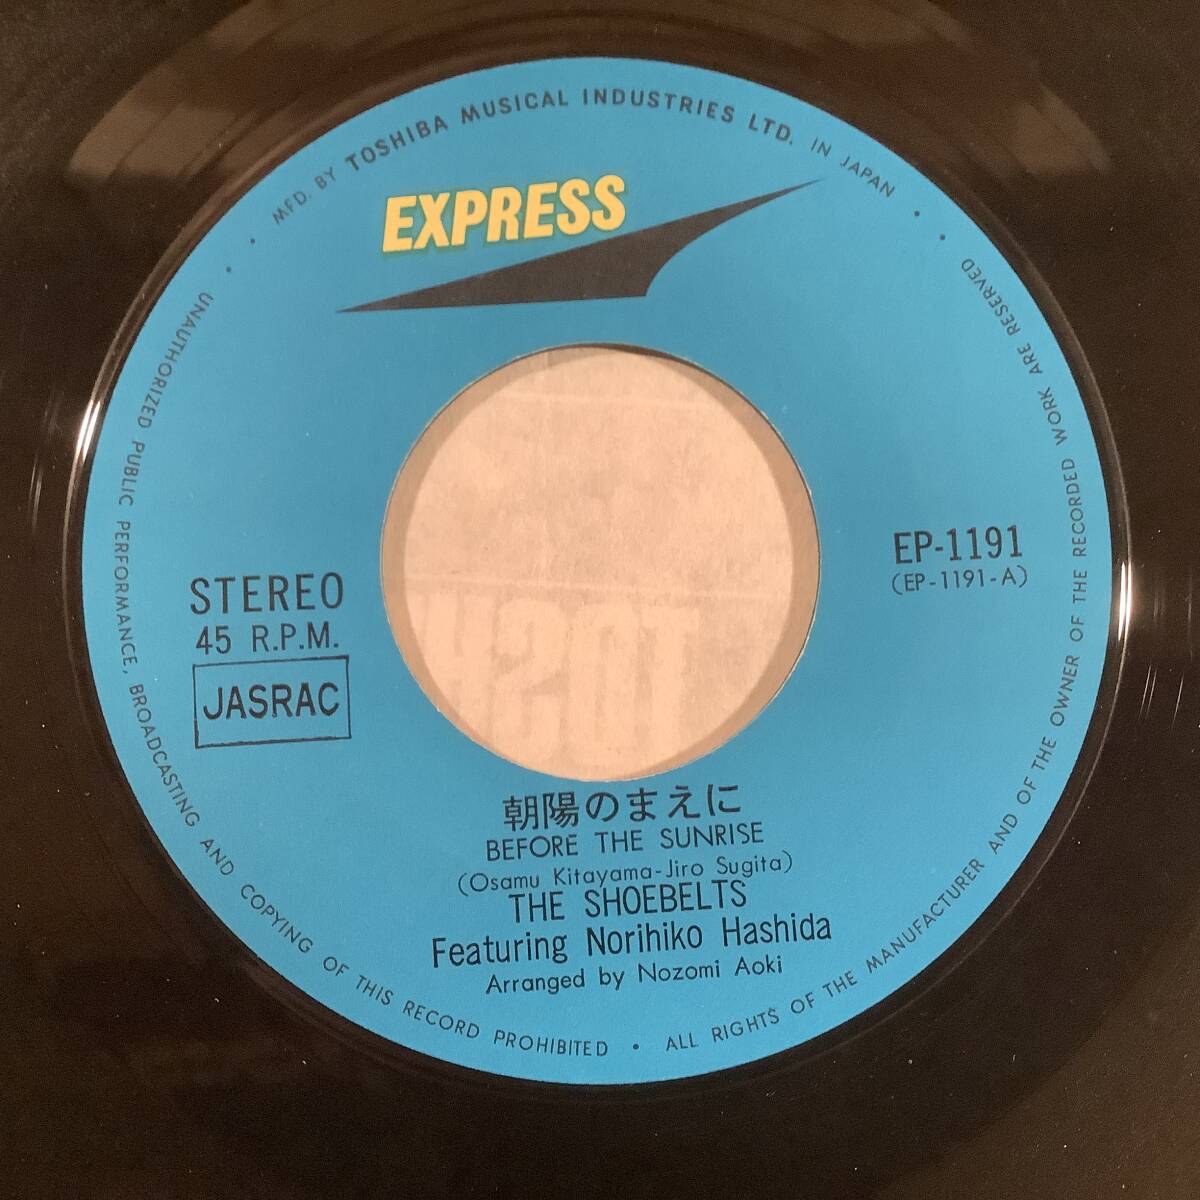 MFD. BY TOSHIBA MUSICAL INDUSTRIES LTD. IN JAPAN
EXPRESS
STEREO
45 R.P.M.
JASRAC
EP-1191
(EP-1191-A)
朝陽のまえに
BEFORE THE SUNRISE
(Osamu Kitayama-Jiro Sugita)
THE SHOEBELTS
Featuring Norihiko Hashida
Arranged by Nozomi Aoki
UNAUTHORIZED PUBLIC PERFORMANCE, BROADCASTING AND COPYING OF THIS RECORD PROHIBITED • ALL RIGHTS OF THE MANUFACTURER AND OF THE OWNER OF THE RECORDED WORK ARE RESERVED